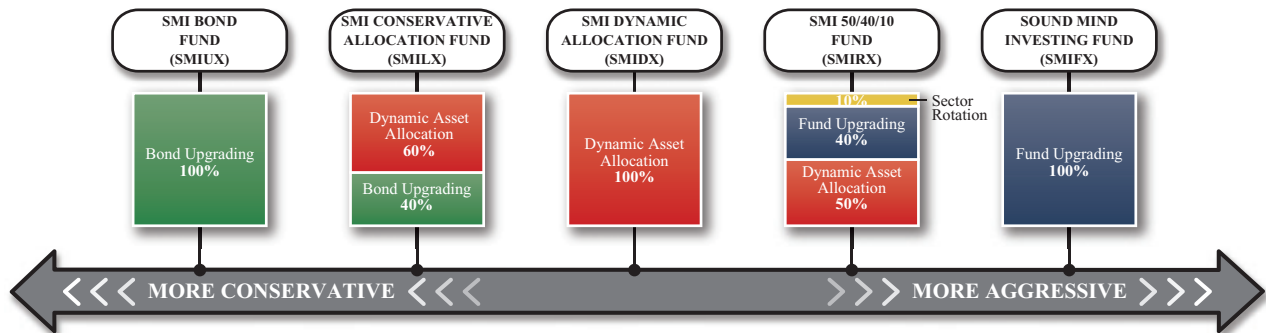 SMI BOND
FUND
(SMIUX)
SMI CONSERVATIVE
ALLOCATION FUND
(SMILX)
SMI DYNAMIC
ALLOCATION FUND
(SMIDX)
SMI 50/40/10
FUND
(SMIRX)
SOUND MIND
INVESTING FUND
(SMIFX)
Bond Upgrading
100%
Dynamic Asset
Allocation
60%
Bond Upgrading
40%
Dynamic Asset
Allocation
100%
10%
Sector
Rotation
Fund Upgrading
40%
Dynamic Asset
Allocation
50%
Fund Upgrading
100%
MORE CONSERVATIVE
MORE AGGRESSIVE